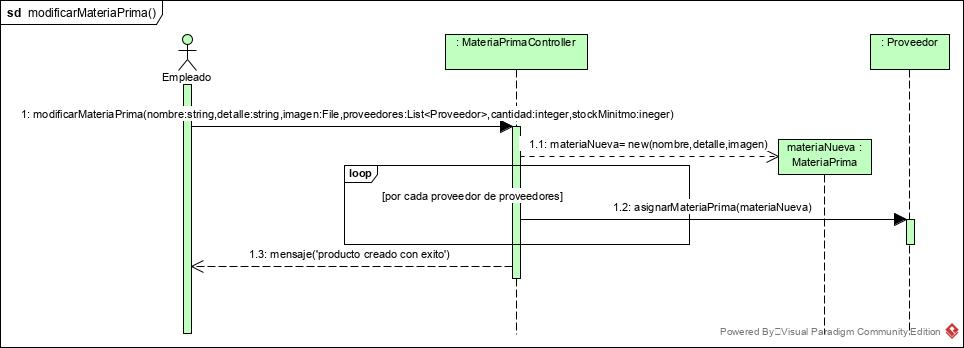 sd modificarMateriaPrima()
Empleado
: MateriaPrimaController
: Proveedor
1: modificarMateriaPrima(nombre:string,detalle:string,imagen:File,proveedores:List<Proveedor>,cantidad:integer,stockMinitmo:ineger)
1.1: materiaNueva= new(nombre,detalle,imagen)
materiaNueva :
MateriaPrima
loop
[por cada proveedor de proveedores]
1.2: asignarMateriaPrima(materiaNueva)
1.3: mensaje('producto creado con exito')
Powered By Visual Paradigm Community Edition